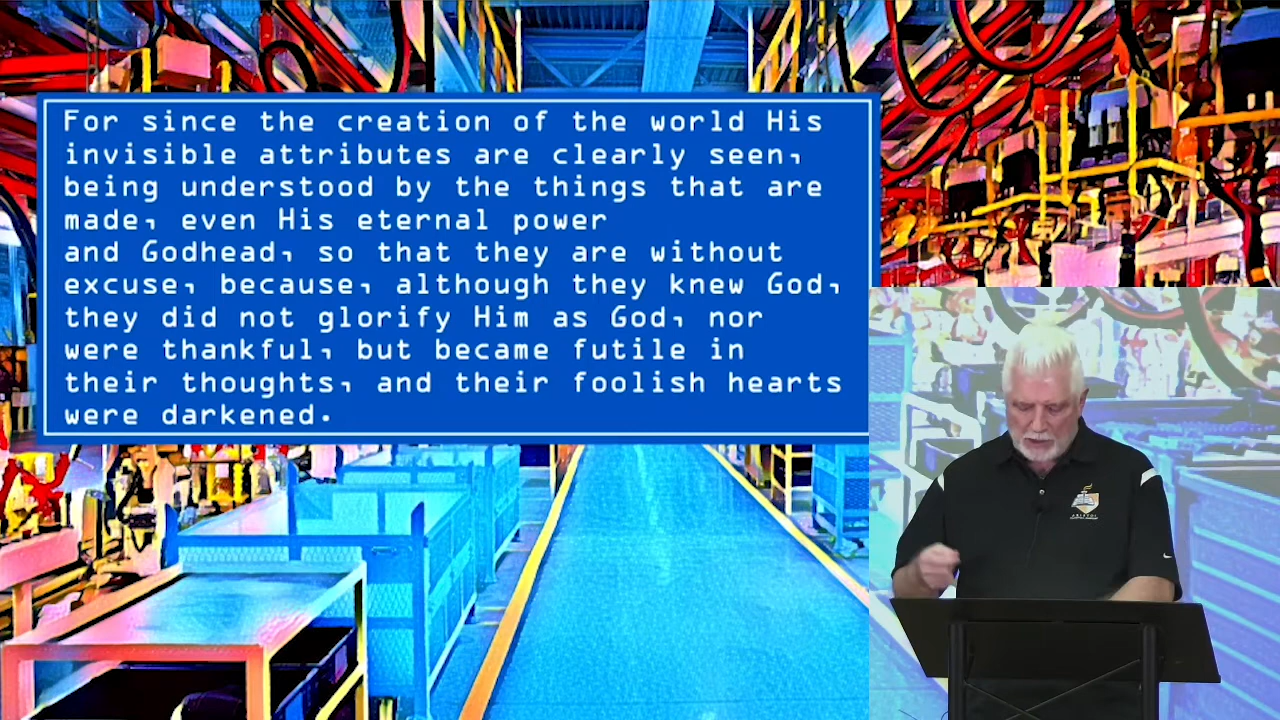 For since the creation of the world His
invisible attributes are clearly seen,
being understood by the things that are
made, even His eternal power
and Godhead, so that they are without
excuse, because, although they knew God,
they did not glorify Him as God, nor
were thankful, but became futile in
their thoughts, and their foolish hearts
were darkened.